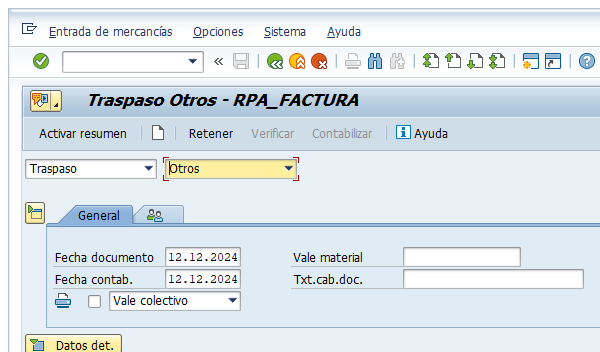 Entrada de mercancías Opciones Sistema Ayuda
Traspaso Otros - RPA_FACTURA
Activar resumen Retener Verificar Contabilizar Ayuda
Traspaso Otros
General
Fecha documento 12.12.2024 Vale material
Fecha contab. 12.12.2024 Txt.cab.doc.
Vale colectivo
Datos det.